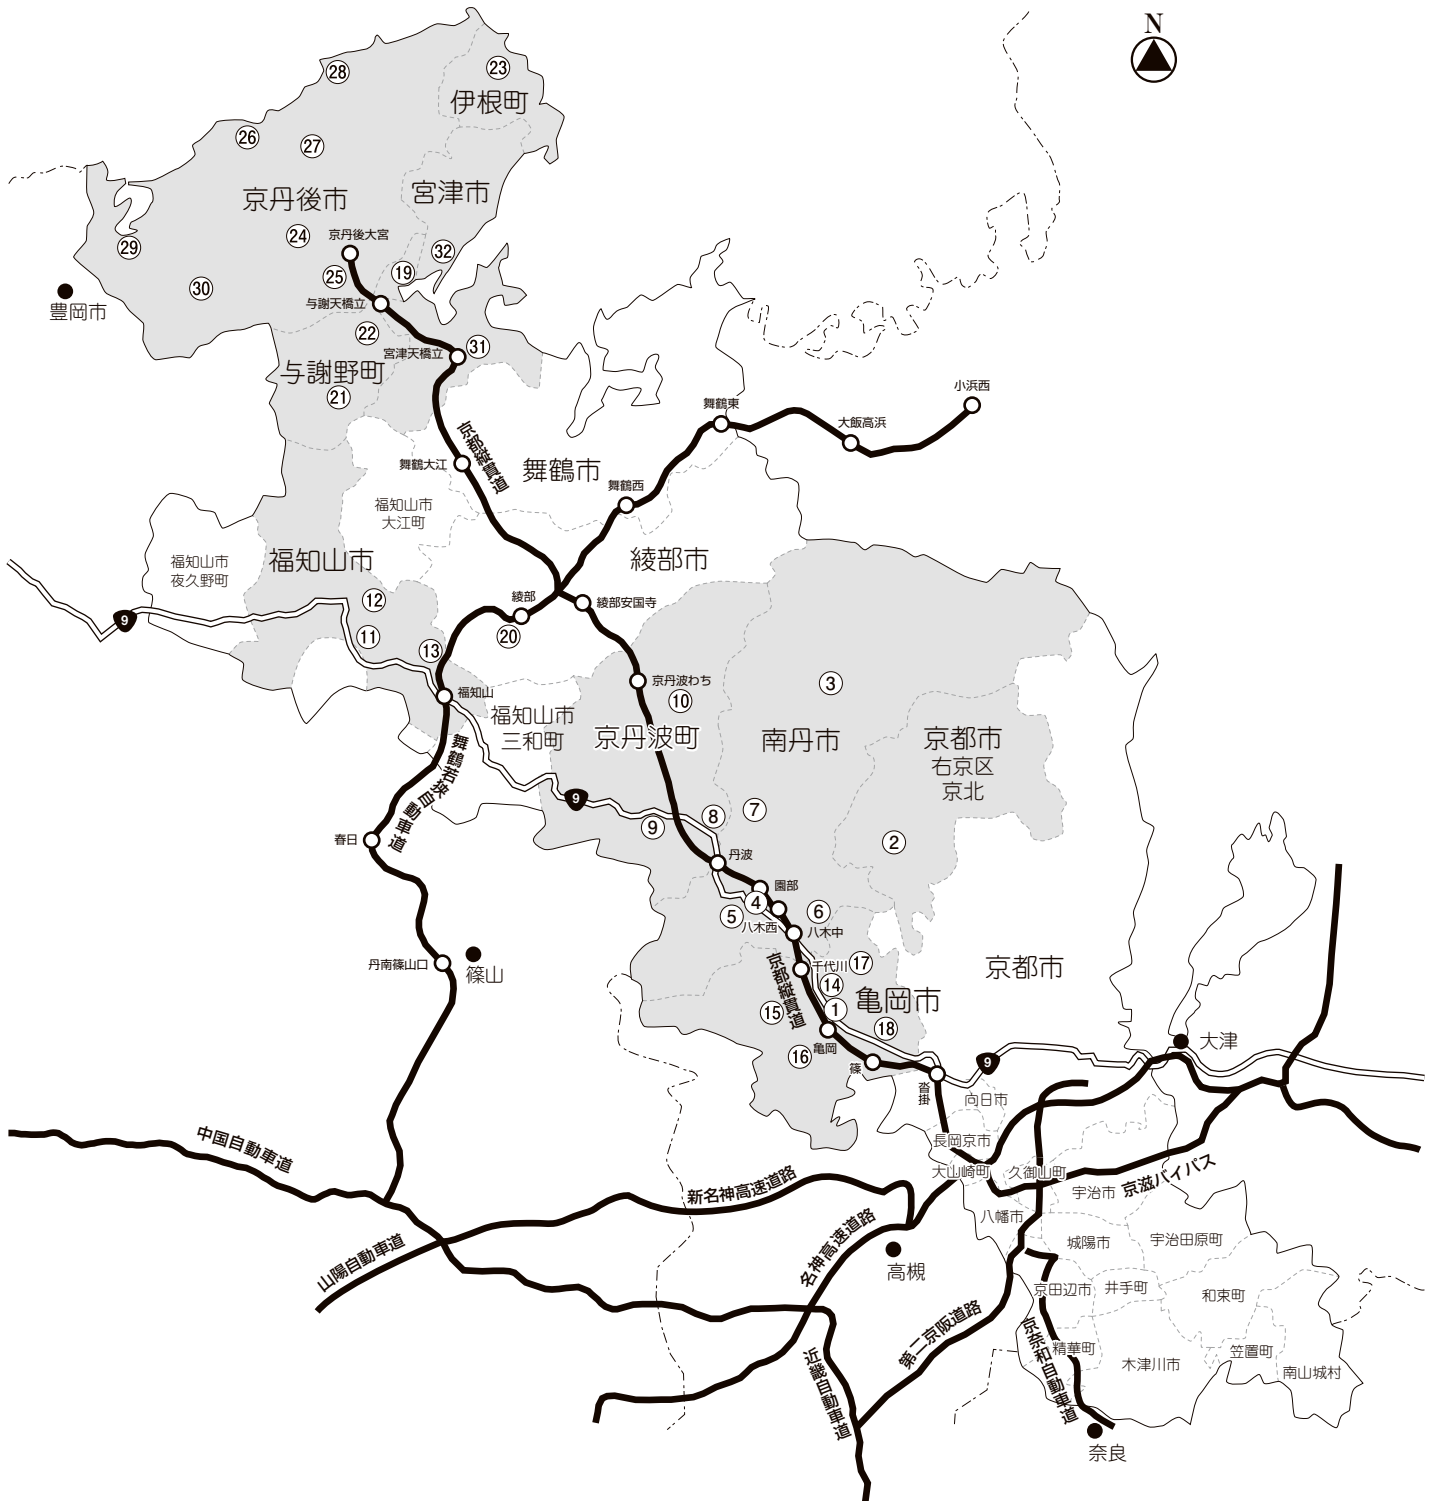 N
28
23
伊根町
26
27
宮津市
京丹後市
24
京丹後大宮
32
29
25
19
30
豊岡市
与謝天橋立
22
31
宮津天橋立
与謝野町
21
小浜西
舞鶴東
大飯高浜
京都縦貫道
舞鶴大江
舞鶴市
舞鶴西
福知山市
大江町
福知山市
綾部市
福知山市
夜久野町
12
綾部
綾部安国寺
9
11
20
13
京丹波わち
3
福知山
10
福知山市
三和町
京丹波町
南丹市
京都市
右京区
京北
舞鶴若狭自動車道
9
7
8
9
2
春日
丹波
園部
4
5
6
八木西
八木中
京都縦貫道
丹南篠山口
篠山
千代川
17
京都市
14
亀岡市
15
1
18
大津
亀岡
16
篠
9
沓掛
向日市
中国自動車道
長岡京市
大山崎町
久御山町
宇治市
京滋バイパス
新名神高速道路
八幡市
山陽自動車道
名神高速道路
城陽市
宇治田原町
高槻
京田辺市
井手町
和束町
第二京阪道路
京奈和自動車道
精華町
笠置町
近畿自動車道
木津川市
南山城村
奈良